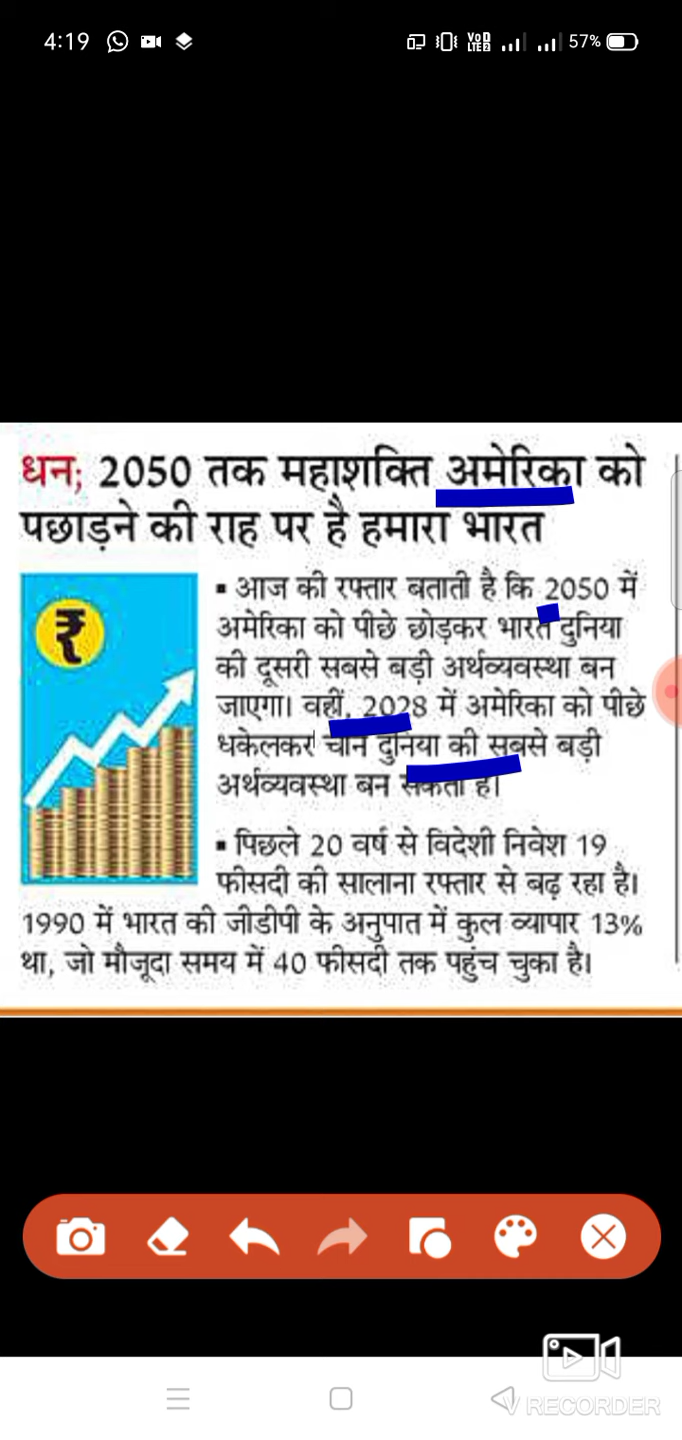 4:19 VoD LTE2 57%
धन; 2050 तक महाशक्ति अमेरिका को
पछाड़ने की राह पर है हमारा भारत
₹
▪ आज की रफ्तार बताती है कि 2050 में
अमेरिका को पीछे छोड़कर भारत दुनिया
की दूसरी सबसे बड़ी अर्थव्यवस्था बन
जाएगा। वहीं, 2028 में अमेरिका को पीछे
धकेलकर चीन दुनिया की सबसे बड़ी
अर्थव्यवस्था बन सकता है।
▪ पिछले 20 वर्ष से विदेशी निवेश 19
फीसदी की सालाना रफ्तार से बढ़ रहा है।
1990 में भारत की जीडीपी के अनुपात में कुल व्यापार 13%
था, जो मौजूदा समय में 40 फीसदी तक पहुंच चुका है।
V RECORDER